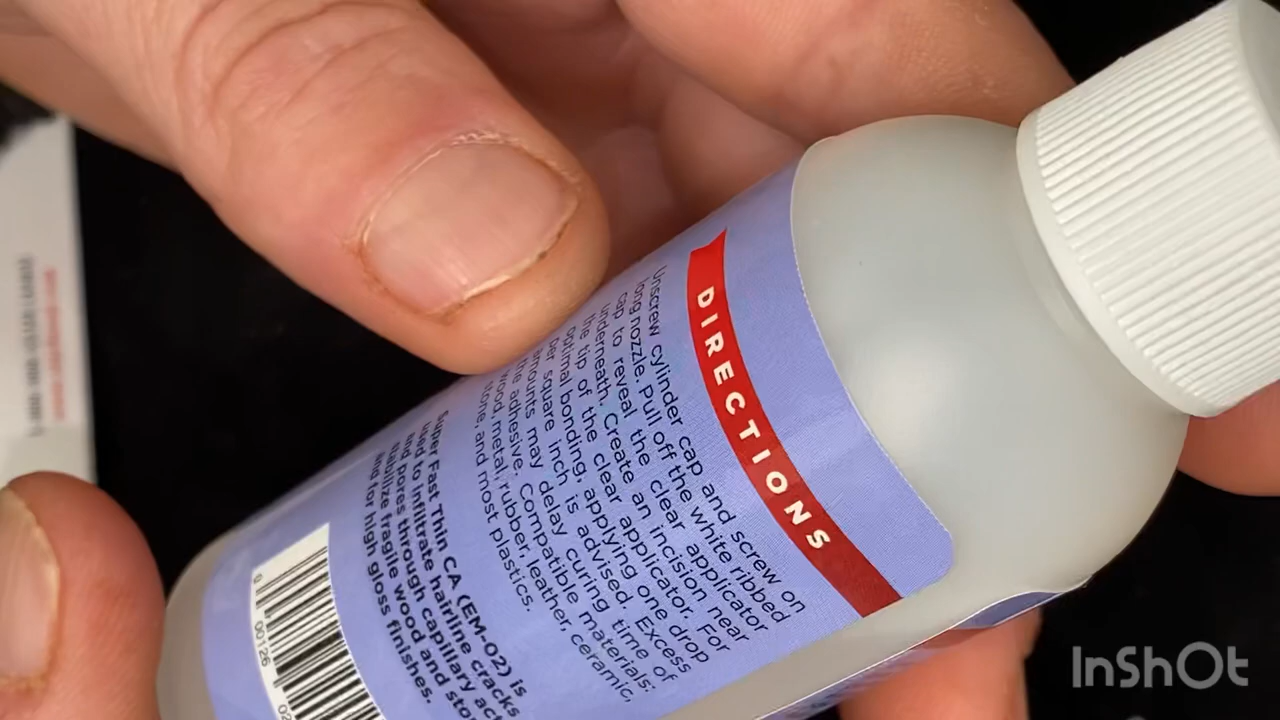 DIRECTIONS
Unscrew cylinder cap and screw on
long nozzle. Pull off the white ribbed
cap to reveal the clear applicator
underneath. Create an incision near
the tip of the clear applicator. For
optimal bonding, applying one drop
per square inch is advised. Excess
amounts may delay curing time of
the adhesive. Compatible materials:
wood, metal, rubber, leather, ceramic,
stone, and most plastics.
Super Fast Thin CA (EM-02) is
used to infiltrate hairline cracks
and pores through capillary
stabilize fragile wood and
and for high gloss finishes.
0 00126
InShOt